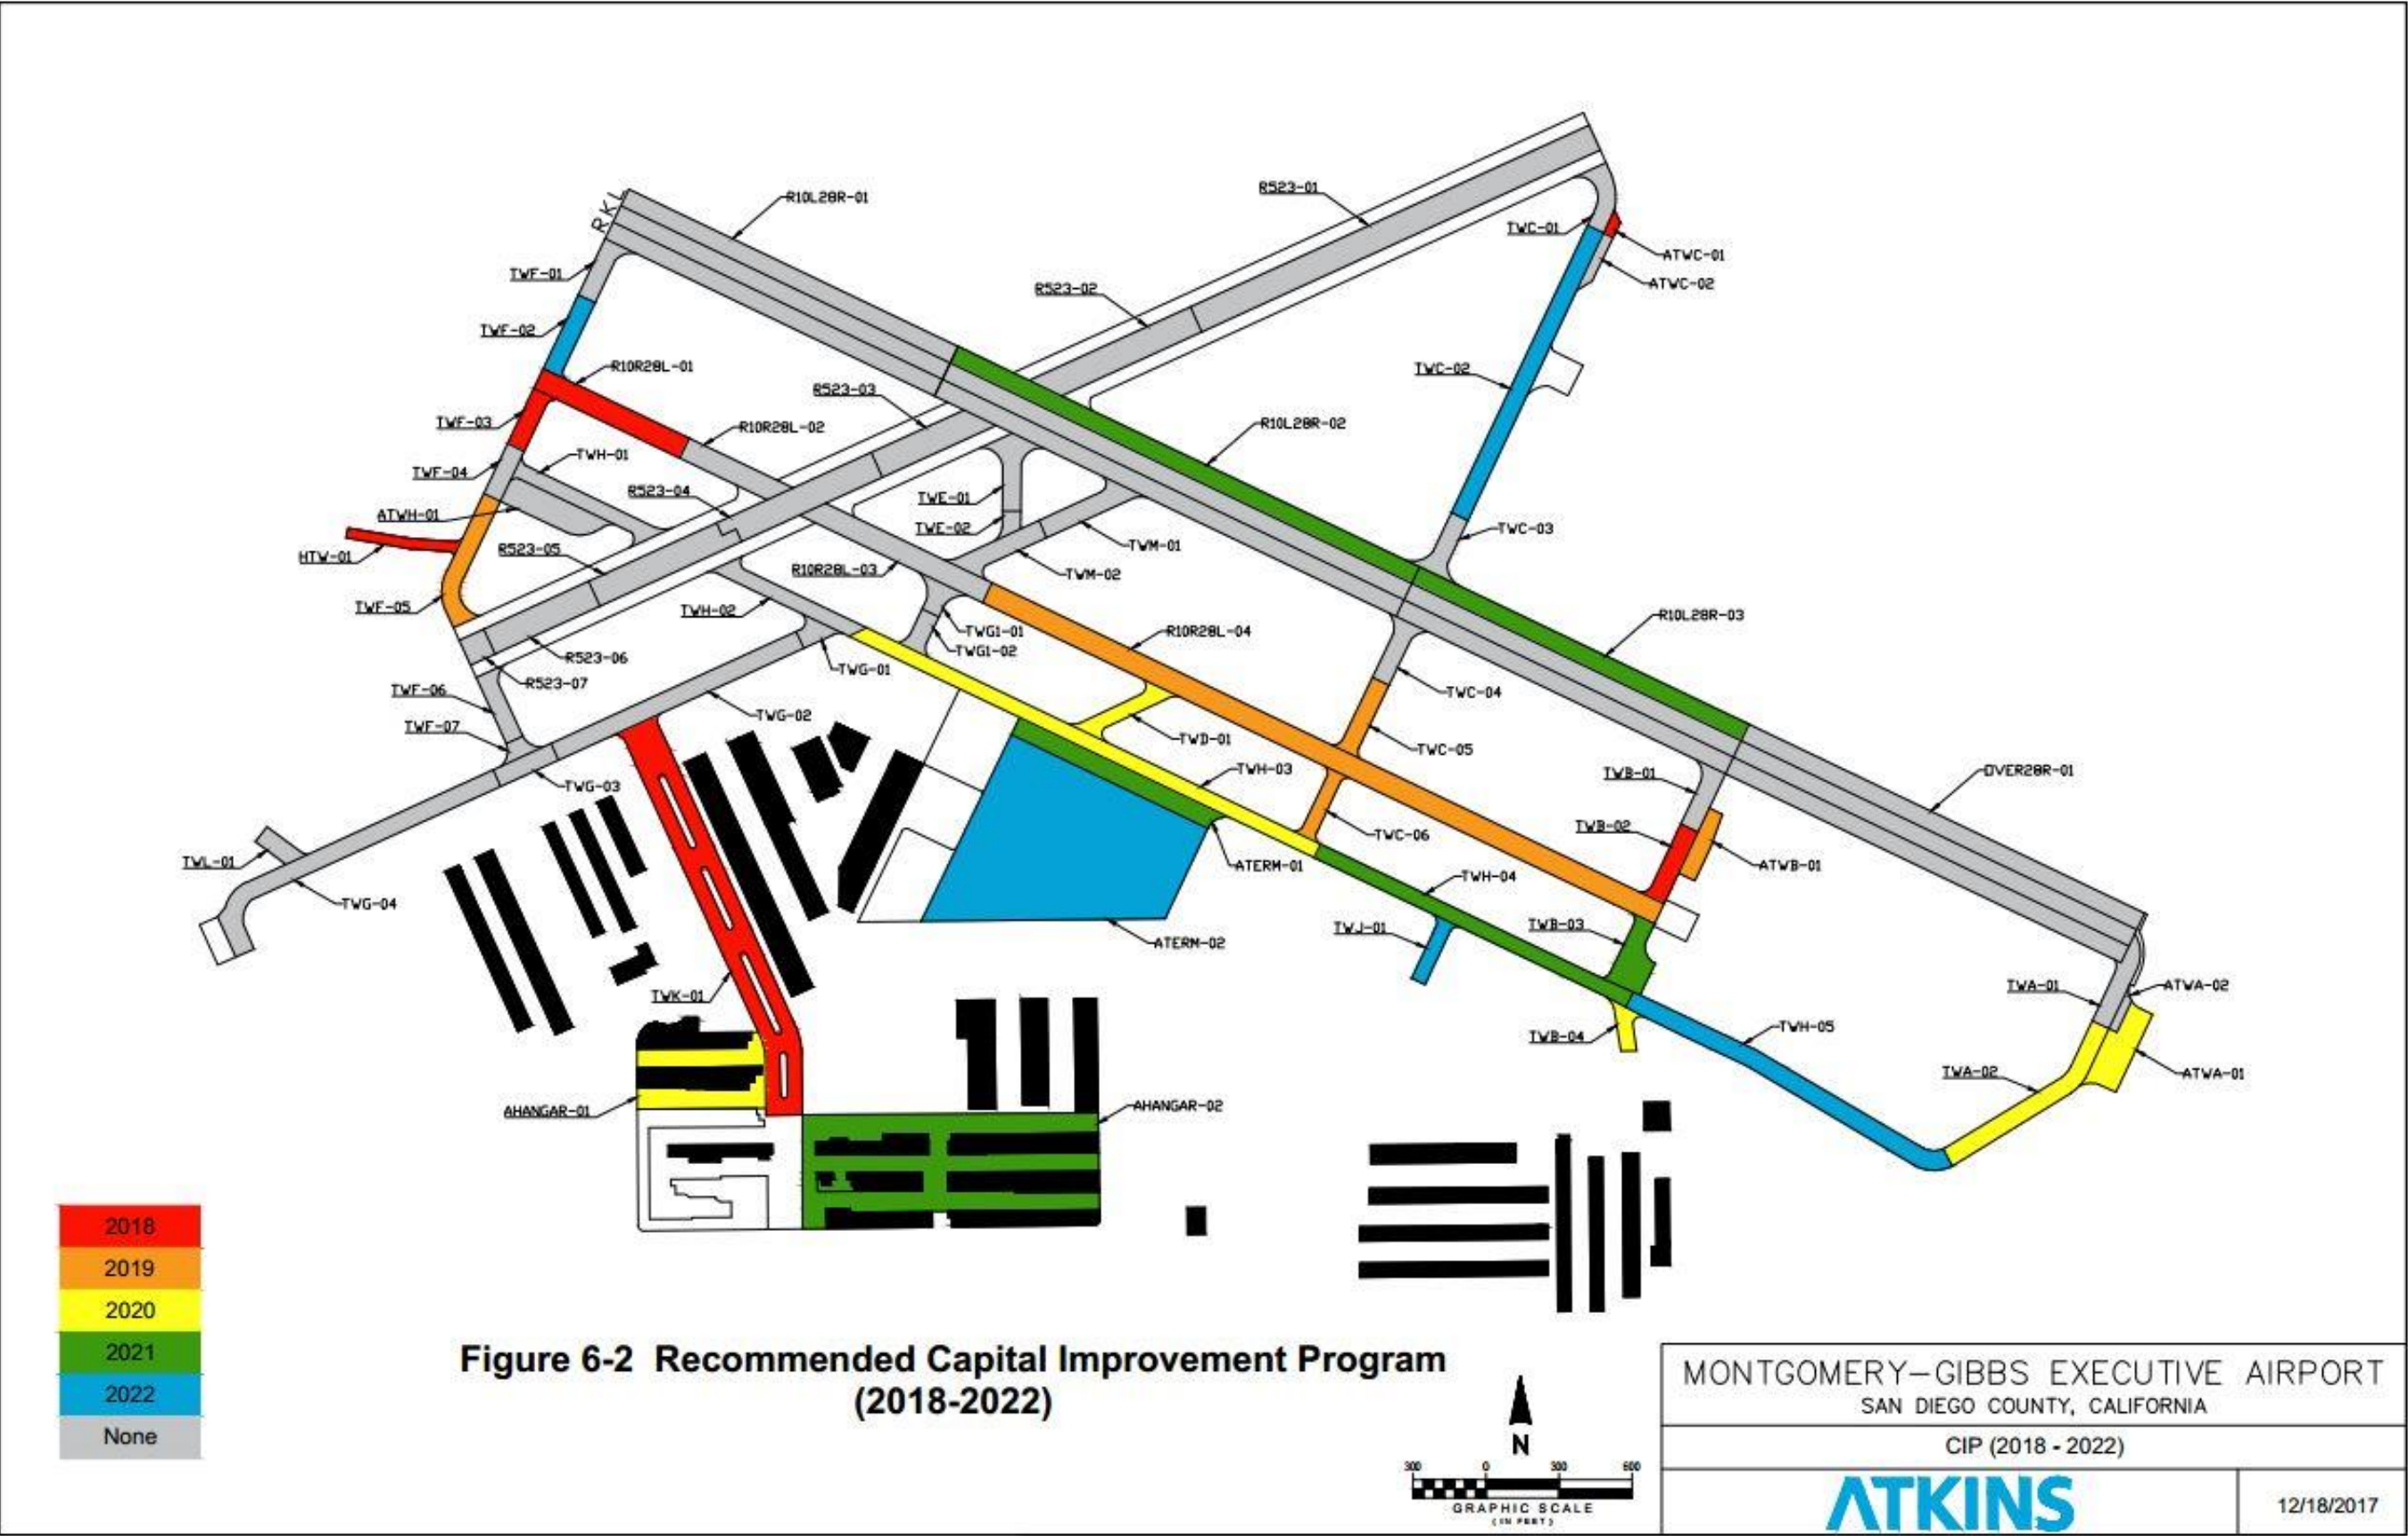 R10L28R-01
R523-01
RKL
TWC-01
ATWC-01
TWF-01
ATWC-02
R523-02
TWF-02
R10R28L-01
TWC-02
R523-03
TWF-03
R10R28L-02
R10L28R-02
TWH-01
TWF-04
R523-04
TWE-01
ATWH-01
TWE-02
TWC-03
TWM-01
R523-05
HTW-01
R10R28L-03
TWM-02
TWF-05
TWH-02
R10L28R-03
TWG1-01
R10R28L-04
TWG1-02
R523-06
TWG-01
R523-07
TWF-06
TWC-04
TWG-02
TWF-07
TWD-01
TWC-05
TWH-03
TWB-01
OVER28R-01
TWG-03
TWB-02
TWC-06
TWL-01
ATERM-01
ATWB-01
TWH-04
TWG-04
TWJ-01
TWB-03
ATERM-02
TWK-01
TWA-01
ATWA-02
TWH-05
TWB-04
TWA-02
ATWA-01
AHANGAR-01
AHANGAR-02
2018
2019
2020
2021
2022
None
Figure 6-2 Recommended Capital Improvement Program
(2018-2022)
N
300 0 300 600
GRAPHIC SCALE
( IN FEET )
MONTGOMERY-GIBBS EXECUTIVE AIRPORT
SAN DIEGO COUNTY, CALIFORNIA
CIP (2018 - 2022)
ATKINS
12/18/2017